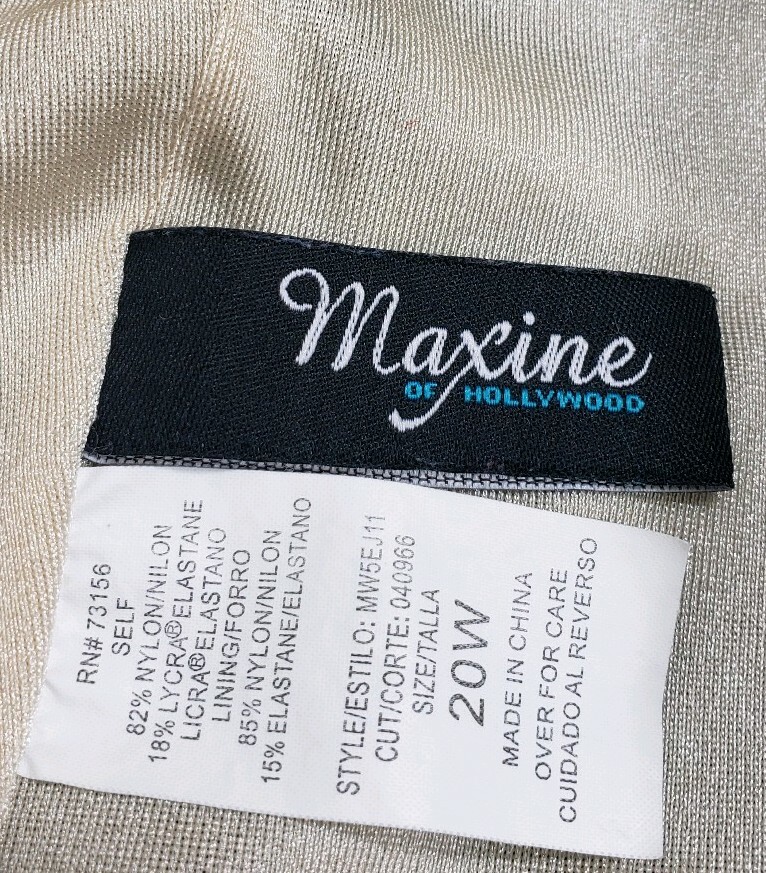 Maxine
OF HOLLYWOOD
RN# 73156
SELF
82% NYLON/NILON
18% LYCRA®ELASTANE
LICRA®ELASTANO
LINING/FORRO
85% NYLON/NILON
15% ELASTANE/ELASTANO
STYLE/ESTILO: MW5EJ11
CUT/CORTE: 040966
SIZE/TALLA
20W
MADE IN CHINA
OVER FOR CARE
CUIDADO AL REVERSO